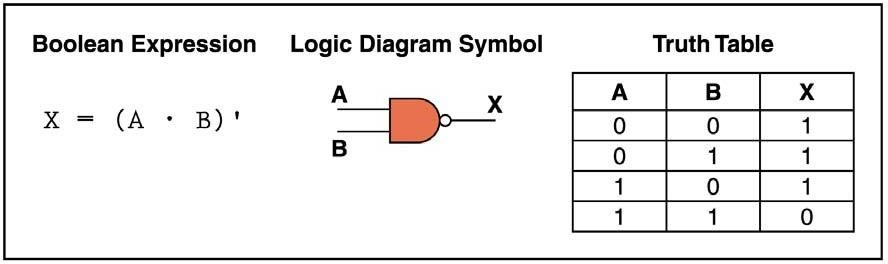 Boolean Expression
Logic Diagram Symbol
Truth Table
X = (A · B)'
A
B
X
A B X
0 0 1
0 1 1
1 0 1
1 1 0